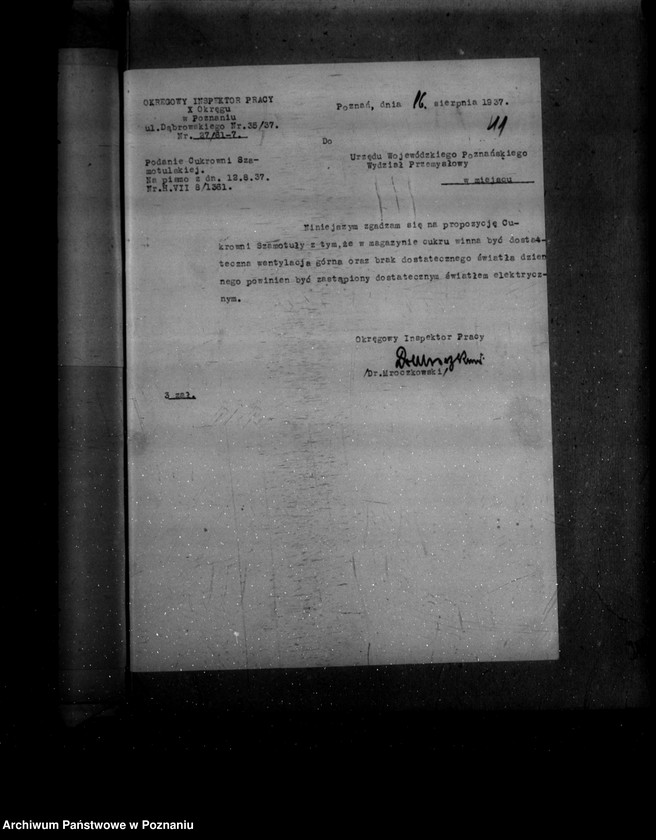 OKRĘGOWY INSPEKTOR PRACY
X Okręgu
w Poznaniu
ul.Dąbrowskiego Nr.35/37.
Nr. 27/81-7.
Poznań, dnia 16. sierpnia 1937.
41
Do
Urzędu Wojewódzkiego Poznańskiego
Wydział Przemysłowy
w miejscu
Podanie Cukrowni Sza-
motulskiej.
Na pismo z dn. 12.8.37.
Nr.H.VII 8/1361.
Niniejszym zgadzam się na propozycję Cu-
krowni Szamotuły z tym,że w magazynie cukru winna być dosta-
teczna wentylacja górna oraz brak dostatecznego światła dzien
nego powinien być zastąpiony dostatecznym światłem elektrycz-
nym.
Okręgowy Inspektor Pracy
/Dr.Mroczkowski/
3 zał.
Archiwum Państwowe w Poznaniu